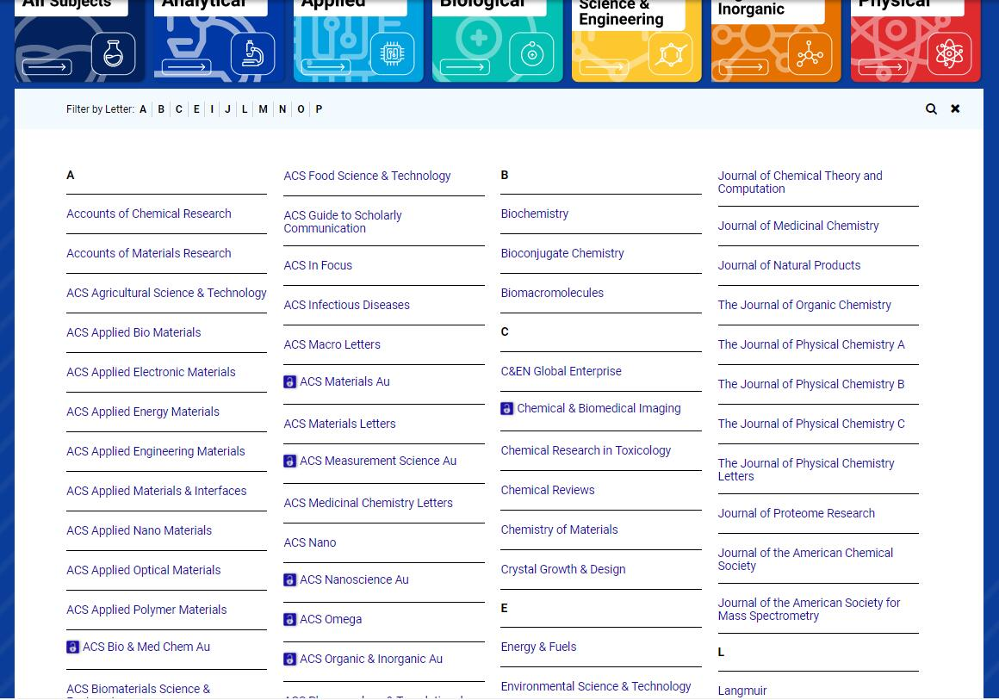 All Subjects
Analytical
Applied
Biological
Science &
Engineering
Inorganic
Physical
Filter by Letter: A B C E I J L M N O P
A
Accounts of Chemical Research
Accounts of Materials Research
ACS Agricultural Science & Technology
ACS Applied Bio Materials
ACS Applied Electronic Materials
ACS Applied Energy Materials
ACS Applied Engineering Materials
ACS Applied Materials & Interfaces
ACS Applied Nano Materials
ACS Applied Optical Materials
ACS Applied Polymer Materials
ACS Bio & Med Chem Au
ACS Biomaterials Science &
ACS Food Science & Technology
ACS Guide to Scholarly
Communication
ACS In Focus
ACS Infectious Diseases
ACS Macro Letters
ACS Materials Au
ACS Materials Letters
ACS Measurement Science Au
ACS Medicinal Chemistry Letters
ACS Nano
ACS Nanoscience Au
ACS Omega
ACS Organic & Inorganic Au
B
Biochemistry
Bioconjugate Chemistry
Biomacromolecules
C
C&EN Global Enterprise
Chemical & Biomedical Imaging
Chemical Research in Toxicology
Chemical Reviews
Chemistry of Materials
Crystal Growth & Design
E
Energy & Fuels
Environmental Science & Technology
Journal of Chemical Theory and
Computation
Journal of Medicinal Chemistry
Journal of Natural Products
The Journal of Organic Chemistry
The Journal of Physical Chemistry A
The Journal of Physical Chemistry B
The Journal of Physical Chemistry C
The Journal of Physical Chemistry
Letters
Journal of Proteome Research
Journal of the American Chemical
Society
Journal of the American Society for
Mass Spectrometry
L
Langmuir